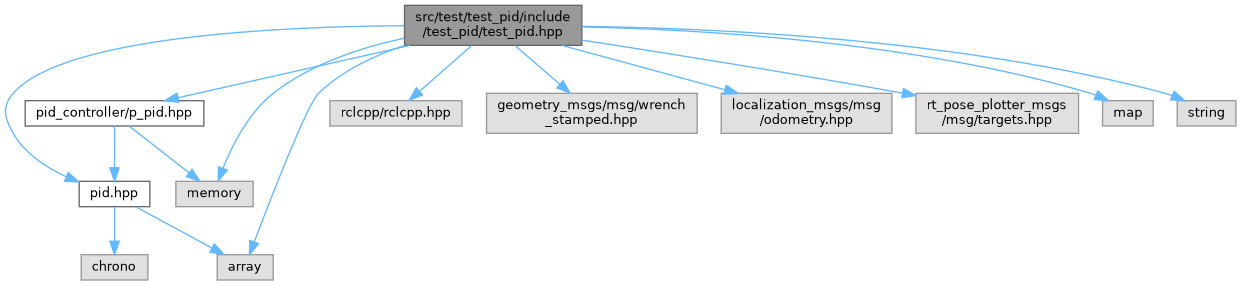 src/test/test_pid/include
/test_pid/test_pid.hpp
pid_controller/p_pid.hpp
rclcpp/rclcpp.hpp
geometry_msgs/msg/wrench
_stamped.hpp
localization_msgs/msg
/odometry.hpp
rt_pose_plotter_msgs
/msg/targets.hpp
map
string
pid.hpp
memory
chrono
array